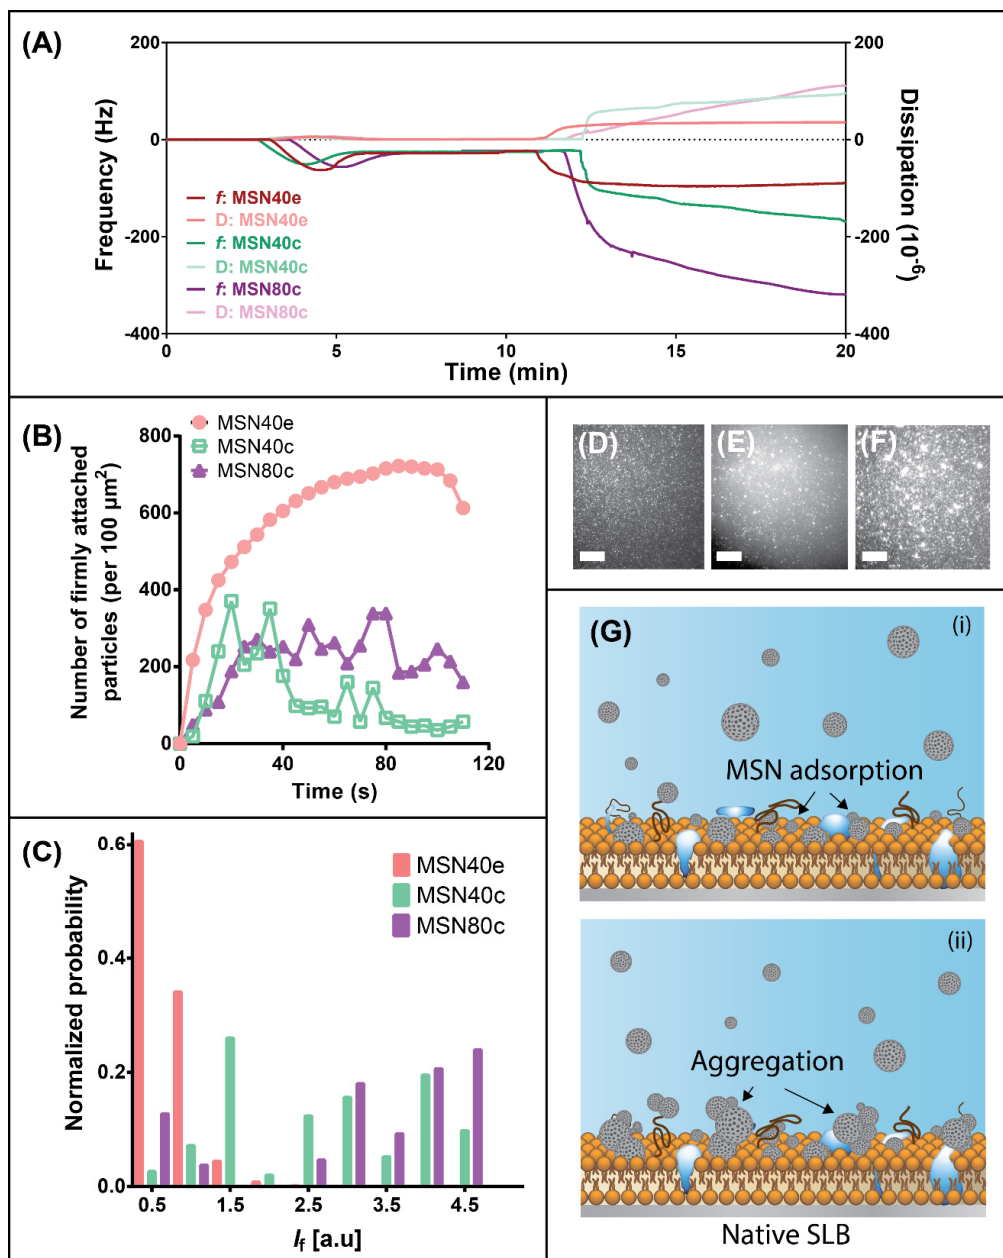 (A)
200
200
0
0
-200
-200
-400
-400
Frequency (Hz)
Dissipation (10-6)
f: MSN40e
D: MSN40e
f: MSN40c
D: MSN40c
f: MSN80c
D: MSN80c
0
5
10
15
20
Time (min)
(B)
MSN40e
MSN40c
MSN80c
Number of firmly attached
particles (per 100 µm2)
800
600
400
200
0
0
40
80
120
Time (s)
(C)
MSN40e
MSN40c
MSN80c
Normalized probability
0.6
0.4
0.2
0.0
0.5
1.5
2.5
3.5
4.5
If [a.u]
(D)
(E)
(F)
(G)
(i)
MSN adsorption
(ii)
Aggregation
Native SLB